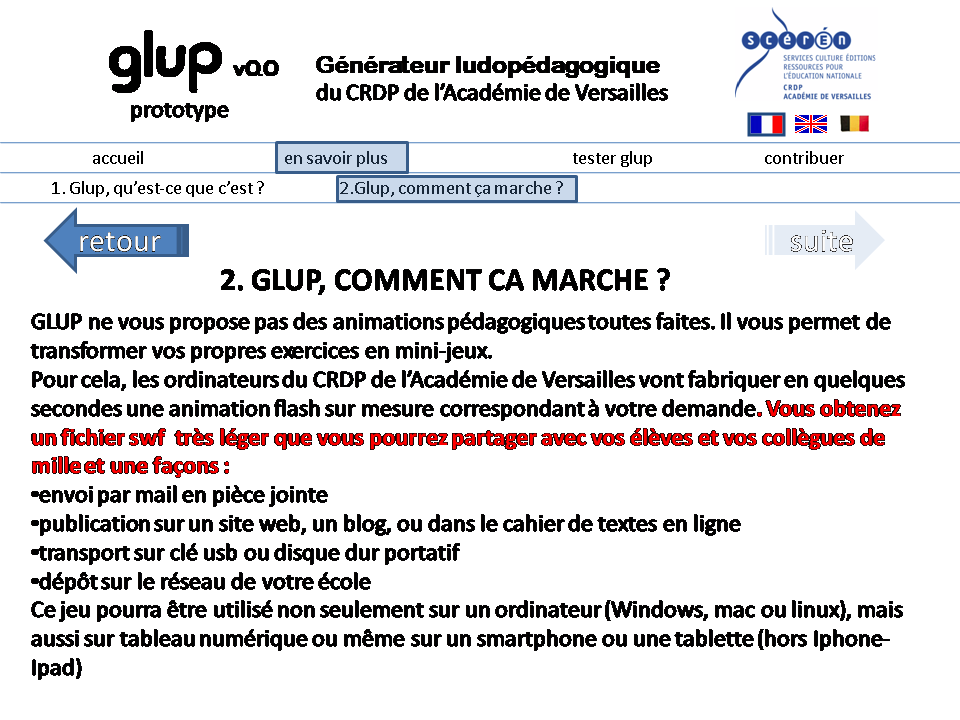 glup v0.0
prototype
Générateur ludopédagogique
du CRDP de l'Académie de Versailles
scérén
SERVICES CULTURE ÉDITIONS
RESSOURCES POUR
L'ÉDUCATION NATIONALE
CRDP
ACADÉMIE DE VERSAILLES
accueil en savoir plus tester glup contribuer
1. Glup, qu'est-ce que c'est ? 2.Glup, comment ça marche ?
retour suite
2. GLUP, COMMENT CA MARCHE ?
GLUP ne vous propose pas des animations pédagogiques toutes faites. Il vous permet de
transformer vos propres exercices en mini-jeux.
Pour cela, les ordinateurs du CRDP de l'Académie de Versailles vont fabriquer en quelques
secondes une animation flash sur mesure correspondant à votre demande. Vous obtenez
un fichier swf très léger que vous pourrez partager avec vos élèves et vos collègues de
mille et une façons :
•envoi par mail en pièce jointe
•publication sur un site web, un blog, ou dans le cahier de textes en ligne
•transport sur clé usb ou disque dur portatif
•dépôt sur le réseau de votre école
Ce jeu pourra être utilisé non seulement sur un ordinateur (Windows, mac ou linux), mais
aussi sur tableau numérique ou même sur un smartphone ou une tablette (hors Iphone-
Ipad)